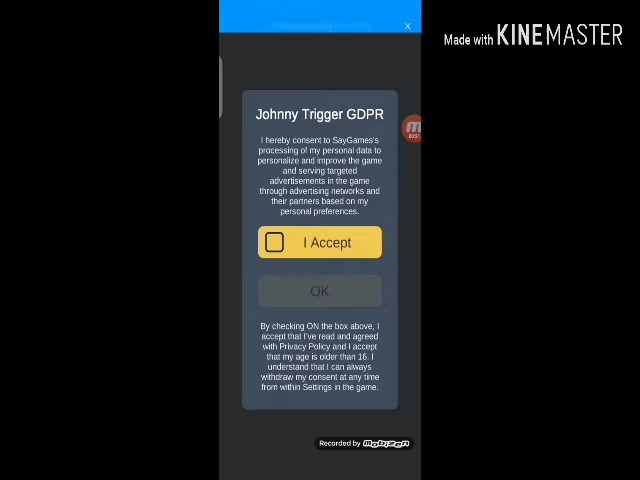 Made with KINEMASTER
Johnny Trigger GDPR
I hereby consent to SayGames's
processing of my personal data to
personalize and improve the game
and serving targeted
advertisements in the game
through advertising networks and
their partners based on my
personal preferences.
00:21
I Accept
OK
By checking ON the box above, I
accept that I've read and agreed
with Privacy Policy and I accept
that my age is older than 16. I
understand that I can always
withdraw my consent at any time
from within Settings in the game.
Recorded by mobizen